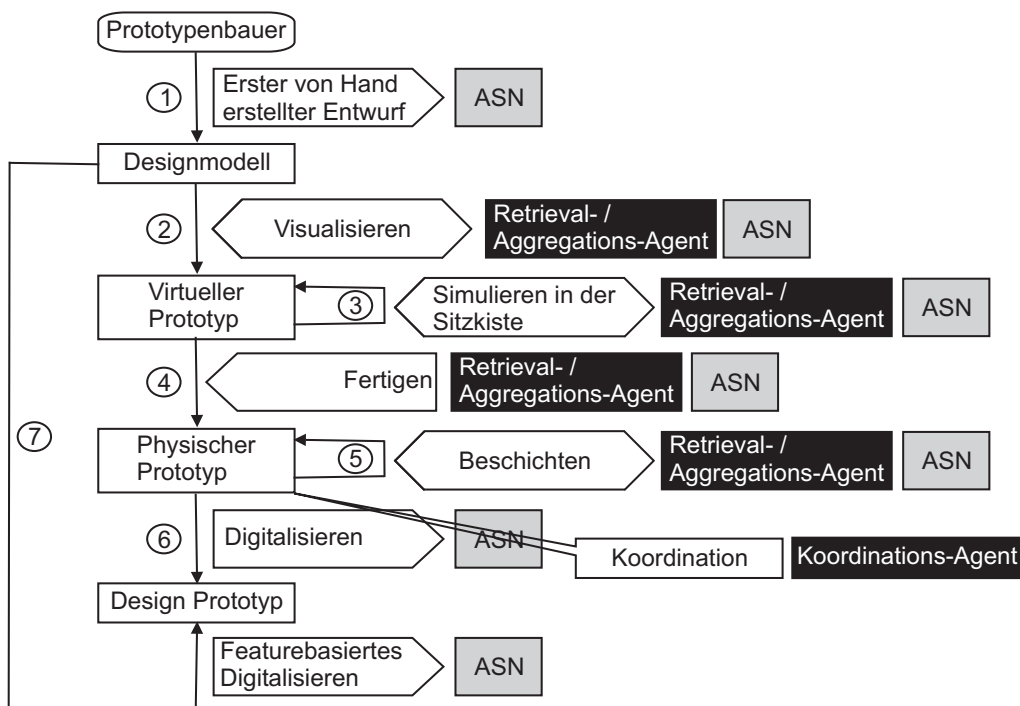 Prototypenbauer
1
Erster von Hand
erstellter Entwurf
ASN
Designmodell
2
Visualisieren
Retrieval- /
Aggregations-Agent
ASN
Virtueller
Prototyp
3
Simulieren in der
Sitzkiste
Retrieval- /
Aggregations-Agent
ASN
4
Fertigen
Retrieval- /
Aggregations-Agent
ASN
7
Physischer
Prototyp
5
Beschichten
Retrieval- /
Aggregations-Agent
ASN
6
Digitalisieren
ASN
Koordination
Koordinations-Agent
Design Prototyp
Featurebasiertes
Digitalisieren
ASN